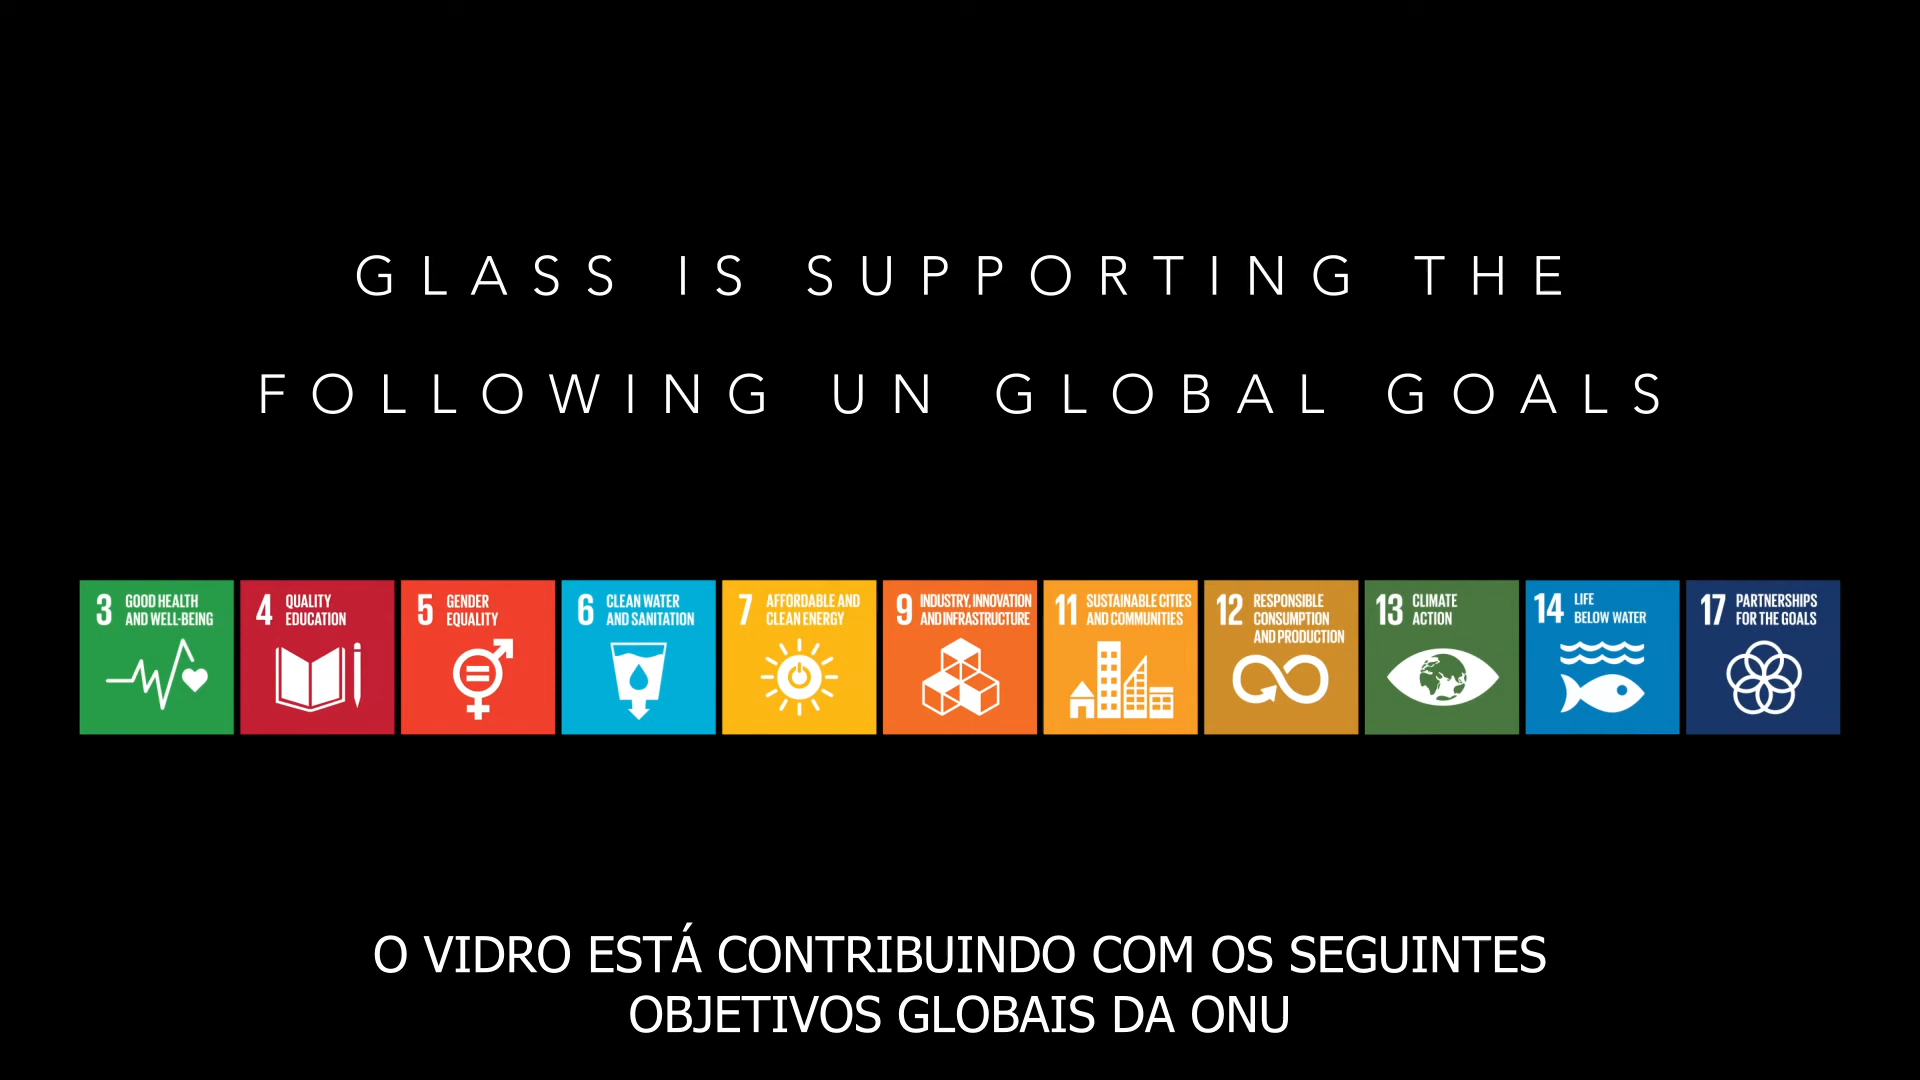 GLASS IS SUPPORTING THE
FOLLOWING UN GLOBAL GOALS
3 GOOD HEALTH
AND WELL-BEING
4 QUALITY
EDUCATION
5 GENDER
EQUALITY
6 CLEAN WATER
AND SANITATION
7 AFFORDABLE AND
CLEAN ENERGY
9 INDUSTRY, INNOVATION
AND INFRASTRUCTURE
11 SUSTAINABLE CITIES
AND COMMUNITIES
12 RESPONSIBLE
CONSUMPTION
AND PRODUCTION
13 CLIMATE
ACTION
14 LIFE
BELOW WATER
17 PARTNERSHIPS
FOR THE GOALS
O VIDRO ESTÁ CONTRIBUINDO COM OS SEGUINTES
OBJETIVOS GLOBAIS DA ONU